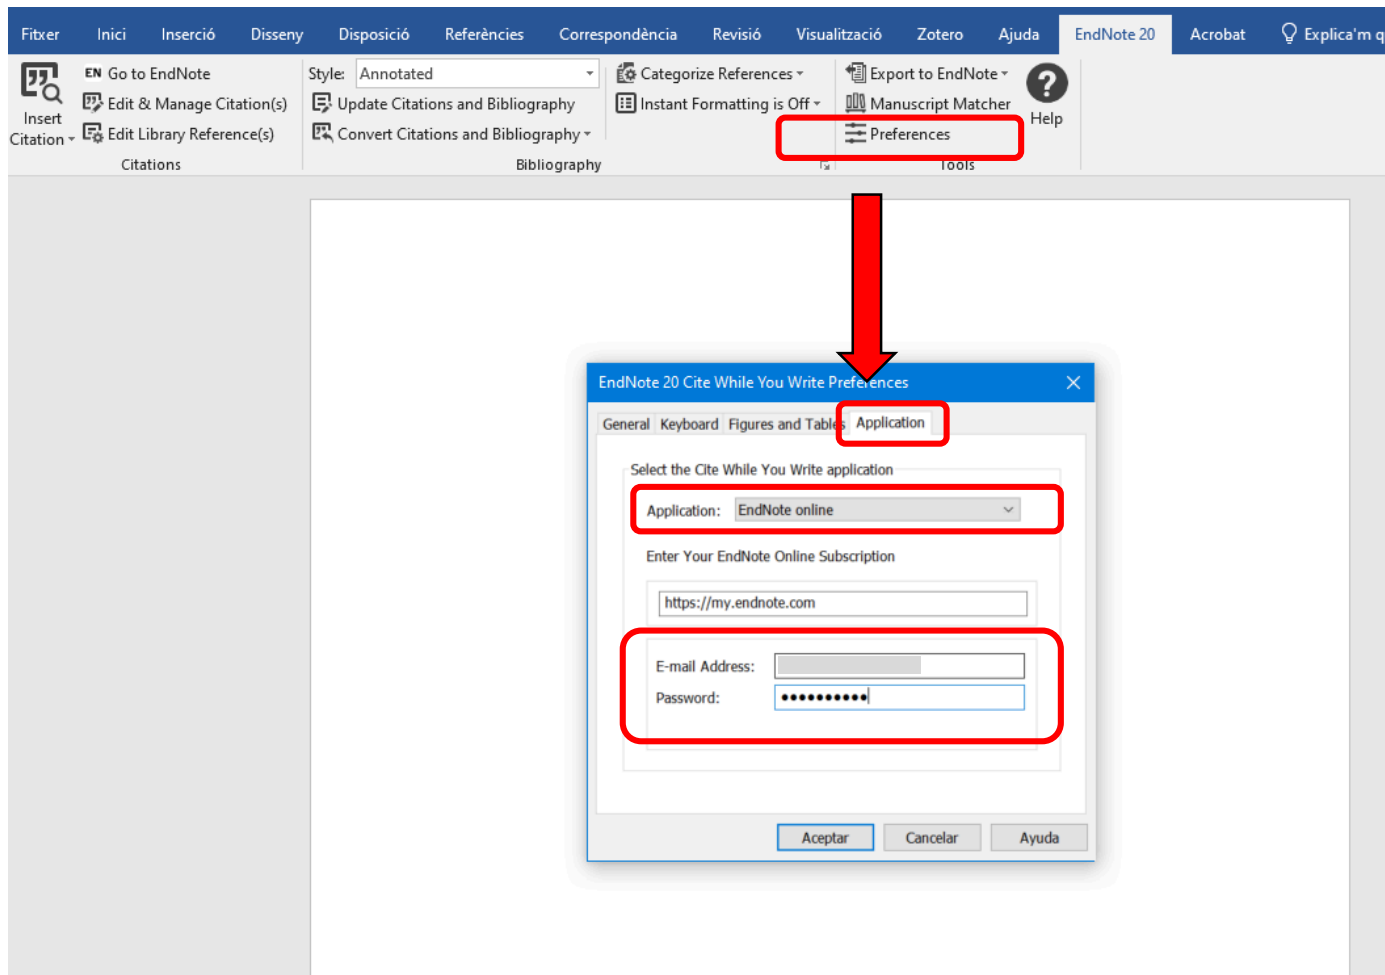 Fitxer Inici Inserció Disseny Disposició Referències Correspondència Revisió Visualització Zotero Ajuda EndNote 20 Acrobat Explica'm q
Insert Citation
EN Go to EndNote
Edit & Manage Citation(s)
Edit Library Reference(s)
Citations
Style: Annotated
Update Citations and Bibliography
Convert Citations and Bibliography
Categorize References
Instant Formatting is Off
Bibliography
Export to EndNote
Manuscript Matcher
Preferences
Help
Tools
EndNote 20 Cite While You Write Preferences
General Keyboard Figures and Tables Application
Select the Cite While You Write application
Application: EndNote online
Enter Your EndNote Online Subscription
https://my.endnote.com
E-mail Address:
Password:
Aceptar Cancelar Ayuda